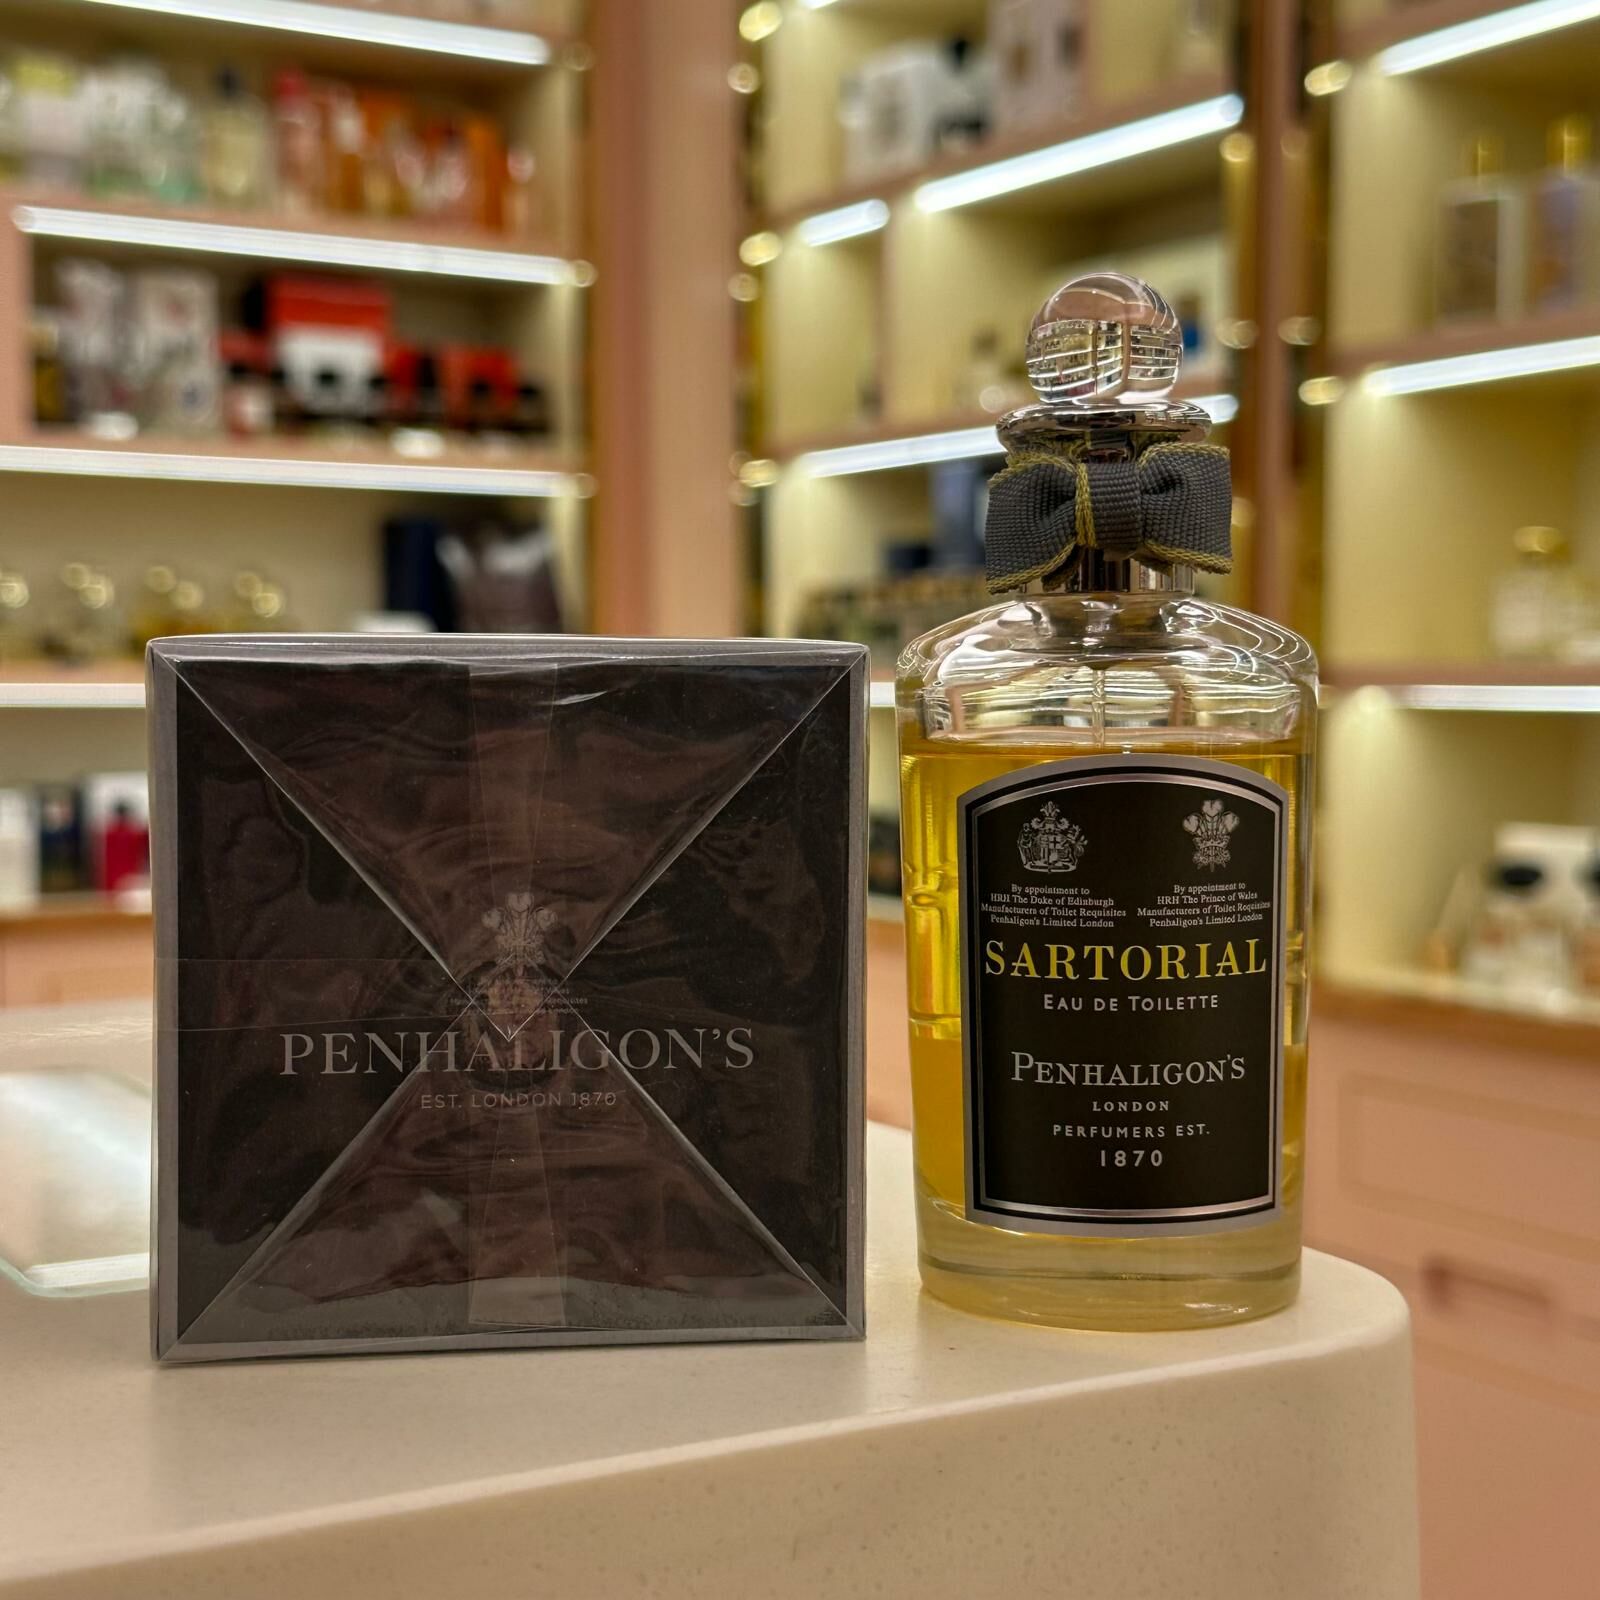 PENHALIGON'S
EST. LONDON 1870
By appointment to
HRH The Duke of Edinburgh
Manufacturers of Toilet Requisites
Penhaligon's Limited London
By appointment to
HRH The Prince of Wales
Manufacturers of Toilet Requisites
Penhaligon's Limited London
SARTORIAL
EAU DE TOILETTE
PENHALIGON'S
LONDON
PERFUMERS EST.
1870